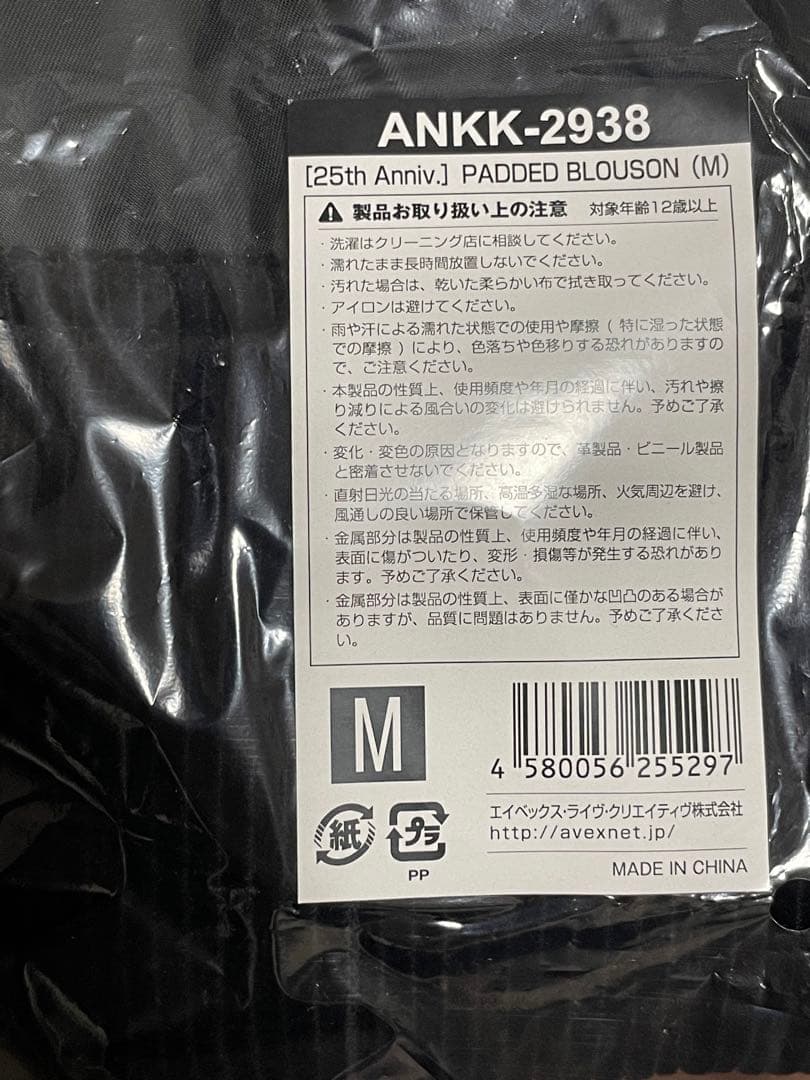 ANKK-2938
[25th Anniv.] PADDED BLOUSON (M)
製品お取り扱い上の注意 対象年齢12歳以上
・洗濯はクリーニング店に相談してください。
・濡れたまま長時間放置しないでください。
・汚れた場合は、乾いた柔らかい布で拭き取ってください。
・アイロンは避けてください。
・雨や汗による濡れた状態での使用や摩擦 ( 特に湿った状態
での摩擦 ) により、色落ちや色移りする恐れがありますの
で、ご注意ください。
・本製品の性質上、使用頻度や年月の経過に伴い、汚れや擦
り減りによる風合いの変化は避けられません。予めご了承
ください。
・変化・変色の原因となりますので、革製品・ビニール製品
と密着させないでください。
・直射日光の当たる場所、高温多湿な場所、火気周辺を避け、
風通しの良い場所で保管してください。
・金属部分は製品の性質上、使用頻度や年月の経過に伴い、
表面に傷がついたり、変形・損傷等が発生する恐れがあり
ます。予めご了承ください。
・金属部分は製品の性質上、表面に僅かな凹凸のある場合が
ありますが、品質に問題はありません。予めご了承くださ
い。
M
4 580056 255297
エイベックス・ライヴ・クリエイティヴ株式会社
http://avexnet.jp/
紙
プラ
PP
MADE IN CHINA